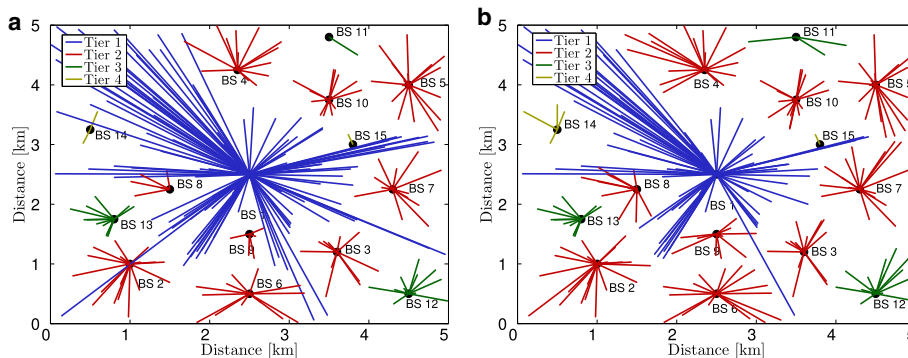 a
Distance [km]
5
4
3
2
1
0
0
1
2
3
4
5
Distance [km]
Tier 1
Tier 2
Tier 3
Tier 4
BS 11
BS 4
BS 5
BS 10
BS 14
BS 15
BS 8
BS 7
BS 1
BS 13
BS 9
BS 3
BS 2
BS 6
BS 12
b
Distance [km]
5
4
3
2
1
0
0
1
2
3
4
5
Distance [km]
Tier 1
Tier 2
Tier 3
Tier 4
BS 11
BS 4
BS 5
BS 10
BS 14
BS 15
BS 8
BS 7
BS 1
BS 13
BS 9
BS 3
BS 2
BS 6
BS 12